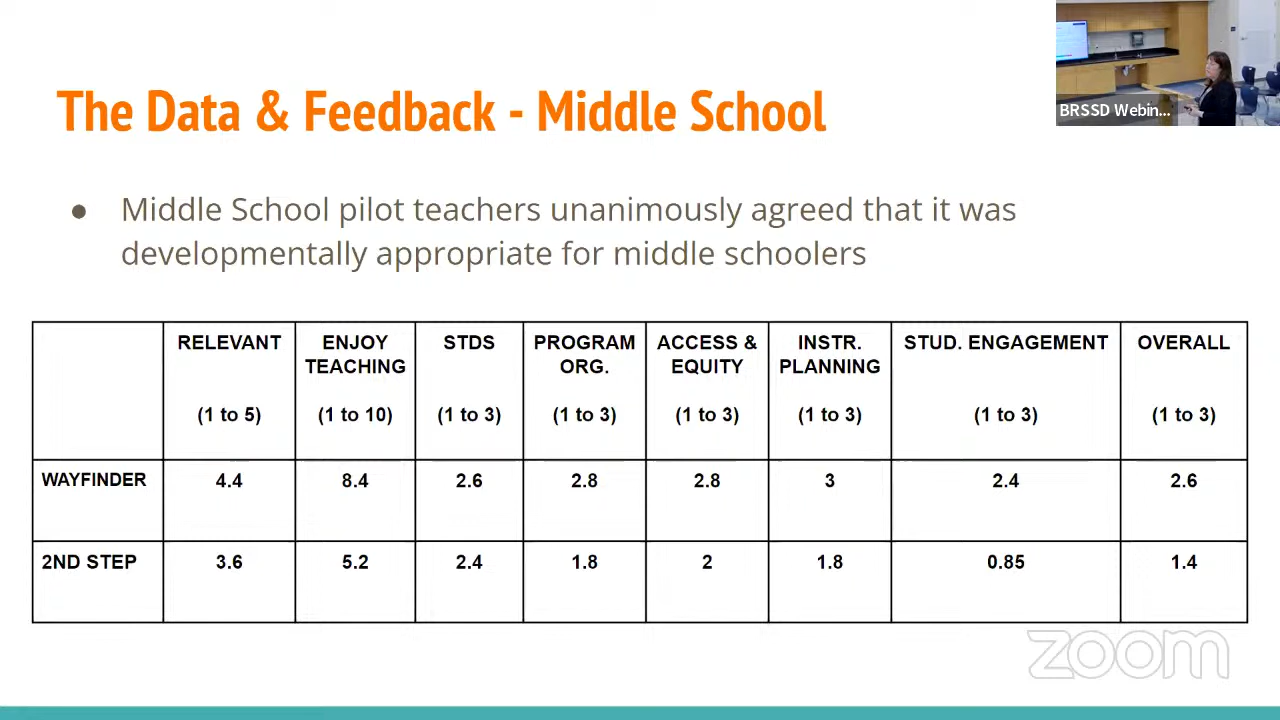 The Data & Feedback - Middle School
BRSSD Webin...
● Middle School pilot teachers unanimously agreed that it was
developmentally appropriate for middle schoolers
RELEVANT (1 to 5) ENJOY TEACHING (1 to 10) STDS (1 to 3) PROGRAM ORG. (1 to 3) ACCESS & EQUITY (1 to 3) INSTR. PLANNING (1 to 3) STUD. ENGAGEMENT (1 to 3) OVERALL (1 to 3)
WAYFINDER 4.4 8.4 2.6 2.8 2.8 3 2.4 2.6
2ND STEP 3.6 5.2 2.4 1.8 2 1.8 0.85 1.4
zoom